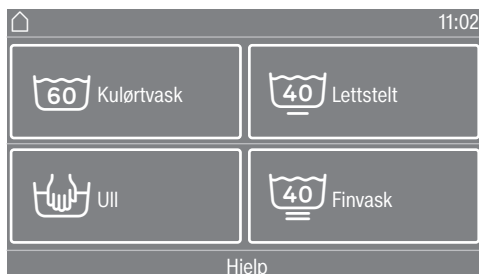 11:02
60 Kulørtvask
40 Lettstelt
Ull
40 Finvask
Hjelp